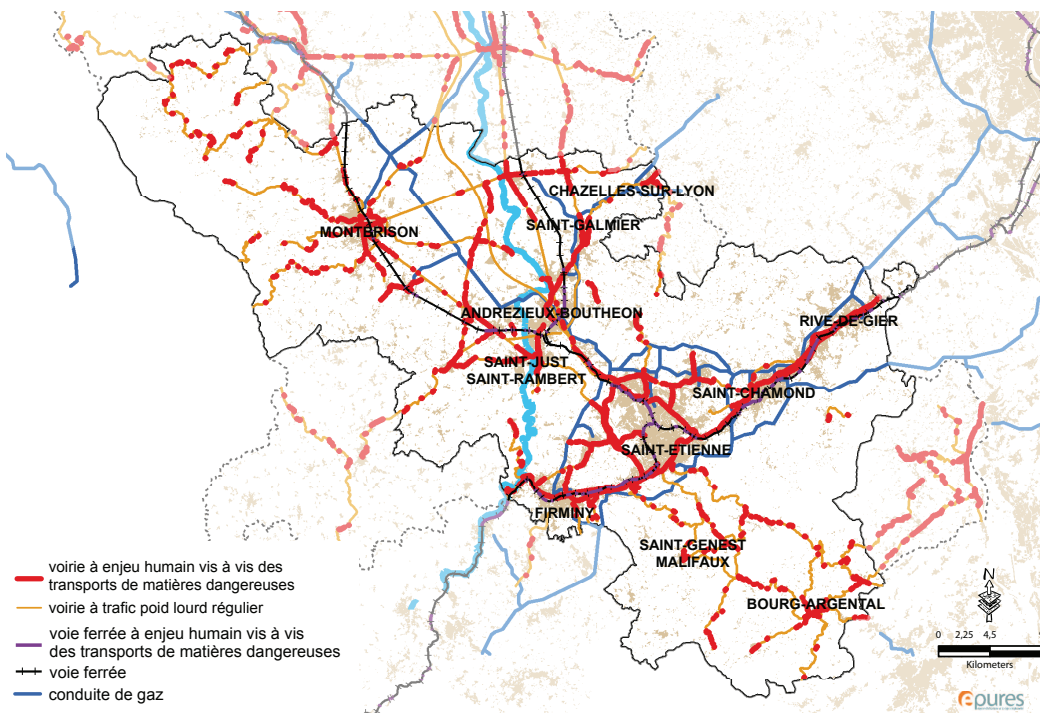 CHAZELLES-SUR-LYON
SAINT-GALMIER
MONTBRISON
ANDREZIEUX-BOUTHEON
RIVE-DE-GIER
SAINT-JUST
SAINT-RAMBERT
SAINT-CHAMOND
SAINT-ETIENNE
FIRMINY
SAINT-GENEST
MALIFAUX
BOURG-ARGENTAL
voirie à enjeu humain vis à vis des
transports de matières dangereuses
voirie à trafic poid lourd régulier
voie ferrée à enjeu humain vis à vis
des transports de matières dangereuses
voie ferrée
conduite de gaz
N
0 2,25 4,5
Kilometers
epures